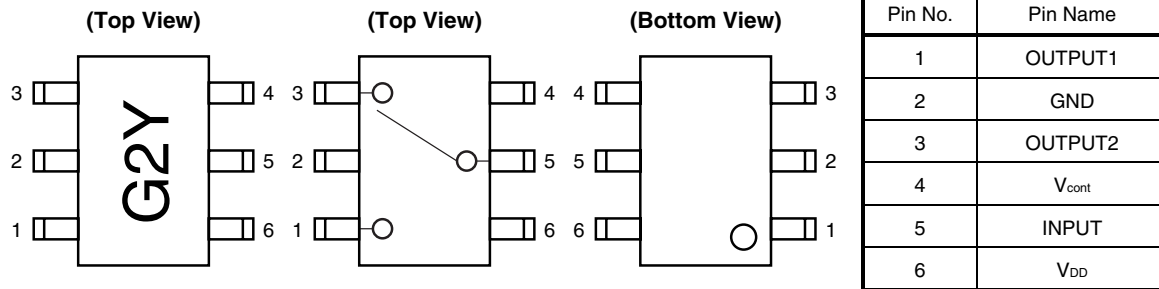 (Top View)
3 4
2 5
1 6
G2Y
(Top View)
3 4
2 5
1 6
(Bottom View)
4 3
5 2
6 1
Pin No. Pin Name
1 OUTPUT1
2 GND
3 OUTPUT2
4 Vcont
5 INPUT
6 VDD